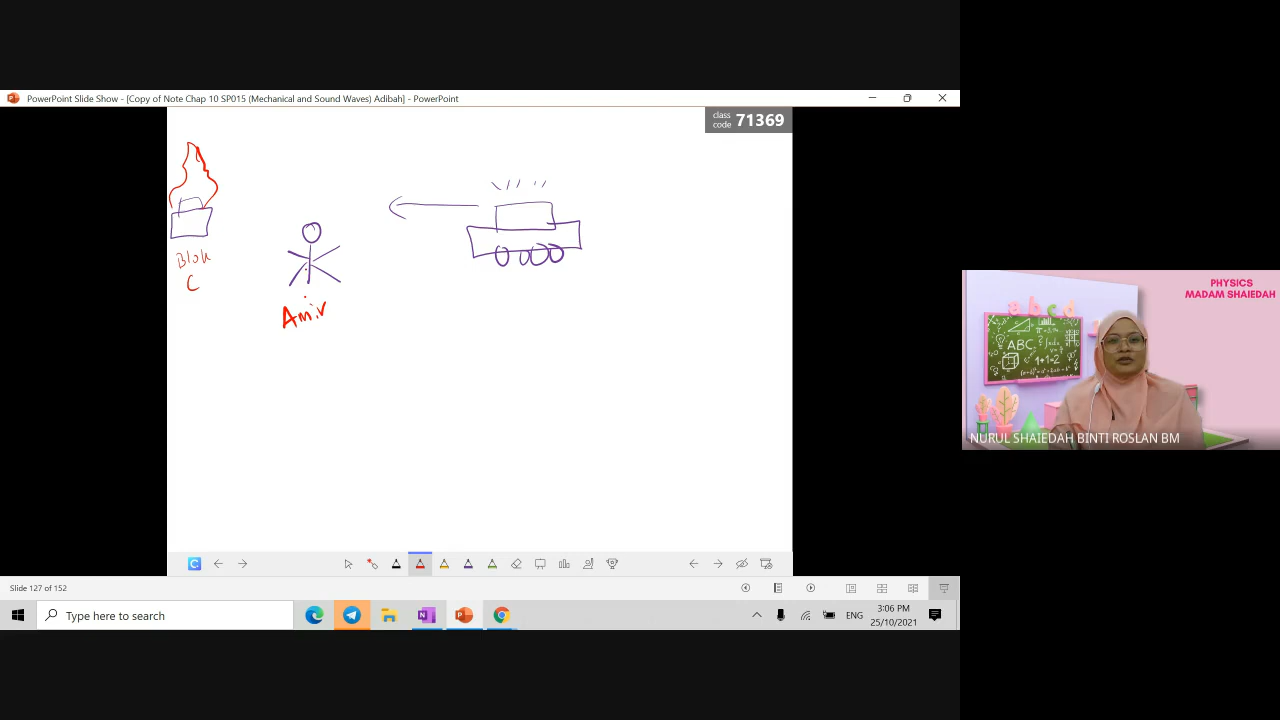 PowerPoint Slide Show - [Copy of Note Chap 10 SP015 (Mechanical and Sound Waves) Adibah] - PowerPoint
class code 71369
Blok
C
Amir
PHYSICS
MADAM SHAIEDAH
abcd
ABC
1+1=2
NURUL SHAIEDAH BINTI ROSLAN BM
Slide 127 of 152
Type here to search
ENG
3:06 PM
25/10/2021